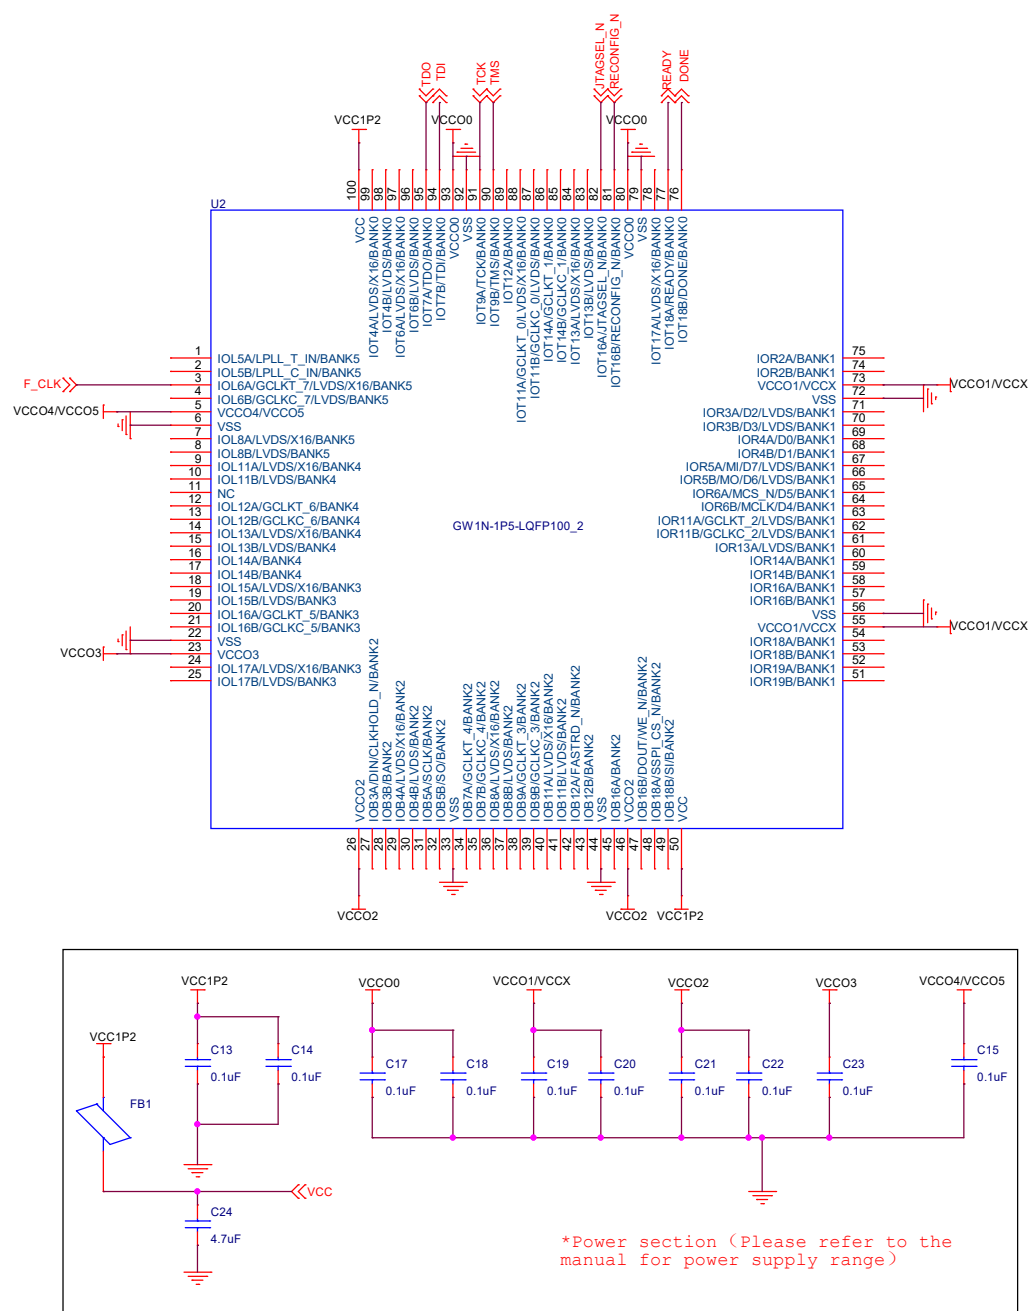 TDO
TDI
TCK
TMS
JTAGSEL_N
RECONFIG_N
READY
DONE
VCC1P2
VCCO0
VCCO0
100
99
98
97
96
95
94
93
92
91
90
89
88
87
86
85
84
83
82
81
80
79
78
77
76
U2
VCC
IOT4A/LVDS/X16/BANK0
IOT4B/LVDS/BANK0
IOT6A/LVDS/X16/BANK0
IOT6B/LVDS/BANK0
IOT7A/TDO/BANK0
IOT7B/TDI/BANK0
VCCO0
VSS
IOT9A/TCK/BANK0
IOT9B/TMS/BANK0
IOT12A/BANK0
IOT11A/GCLKT_0/LVDS/X16/BANK0
IOT11B/GCLKC_0/LVDS/BANK0
IOT14A/GCLKT_1/BANK0
IOT14B/GCLKC_1/BANK0
IOT13A/LVDS/X16/BANK0
IOT13B/LVDS/BANK0
IOT16A/JTAGSEL_N/BANK0
IOT16B/RECONFIG_N/BANK0
VCCO0
VSS
IOT17A/LVDS/X16/BANK0
IOT18A/READY/BANK0
IOT18B/DONE/BANK0
1 IOL5A/LPLL_T_IN/BANK5
2 IOL5B/LPLL_C_IN/BANK5
F_CLK 3 IOL6A/GCLKT_7/LVDS/X16/BANK5
4 IOL6B/GCLKC_7/LVDS/BANK5
VCCO4/VCCO5 5 VCCO4/VCCO5
6 VSS
7 IOL8A/LVDS/X16/BANK5
8 IOL8B/LVDS/BANK5
9 IOL11A/LVDS/X16/BANK4
10 IOL11B/LVDS/BANK4
11 NC
12 IOL12A/GCLKT_6/BANK4
13 IOL12B/GCLKC_6/BANK4
14 IOL13A/LVDS/X16/BANK4
15 IOL13B/LVDS/BANK4
16 IOL14A/BANK4
17 IOL14B/BANK4
18 IOL15A/LVDS/X16/BANK3
19 IOL15B/LVDS/BANK3
20 IOL16A/GCLKT_5/BANK3
21 IOL16B/GCLKC_5/BANK3
22 VSS
VCCO3 23 VCCO3
24 IOL17A/LVDS/X16/BANK3
25 IOL17B/LVDS/BANK3
GW1N-1P5-LQFP100_2
IOR2A/BANK1 75
IOR2B/BANK1 74
VCCO1/VCCX 73 VCCO1/VCCX
VSS 72
IOR3A/D2/LVDS/BANK1 71
IOR3B/D3/LVDS/BANK1 70
IOR4A/D0/BANK1 69
IOR4B/D1/BANK1 68
IOR5A/MI/D7/LVDS/BANK1 67
IOR5B/MO/D6/LVDS/BANK1 66
IOR6A/MCS_N/D5/BANK1 65
IOR6B/MCLK/D4/BANK1 64
IOR11A/GCLKT_2/LVDS/BANK1 63
IOR11B/GCLKC_2/LVDS/BANK1 62
IOR13A/LVDS/BANK1 61
IOR14A/BANK1 60
IOR14B/BANK1 59
IOR16A/BANK1 58
IOR16B/BANK1 57
VSS 56
VCCO1/VCCX 55 VCCO1/VCCX
IOR18A/BANK1 54
IOR18B/BANK1 53
IOR19A/BANK1 52
IOR19B/BANK1 51
VCCO2
IOB3A/DIN/CLKHOLD_N/BANK2
IOB3B/BANK2
IOB4A/LVDS/X16/BANK2
IOB4B/LVDS/BANK2
IOB5A/SCLK/BANK2
IOB5B/SO/BANK2
VSS
IOB7A/GCLKT_4/BANK2
IOB7B/GCLKC_4/BANK2
IOB8A/LVDS/X16/BANK2
IOB8B/LVDS/BANK2
IOB9A/GCLKT_3/BANK2
IOB9B/GCLKC_3/BANK2
IOB11A/LVDS/X16/BANK2
IOB11B/LVDS/BANK2
IOB12A/FASTRD_N/BANK2
IOB12B/BANK2
VSS
IOB16A/BANK2
VCCO2
IOB16B/DOUT/WE_N/BANK2
IOB18A/SSPI_CS_N/BANK2
IOB18B/SI/BANK2
VCC
26
27
28
29
30
31
32
33
34
35
36
37
38
39
40
41
42
43
44
45
46
47
48
49
50
VCCO2
VCCO2
VCC1P2
VCC1P2
VCCO0
VCCO1/VCCX
VCCO2
VCCO3
VCCO4/VCCO5
VCC1P2
C13
0.1uF
C14
0.1uF
C17
0.1uF
C18
0.1uF
C19
0.1uF
C20
0.1uF
C21
0.1uF
C22
0.1uF
C23
0.1uF
C15
0.1uF
FB1
VCC
C24
4.7uF
*Power section（Please refer to the
manual for power supply range）